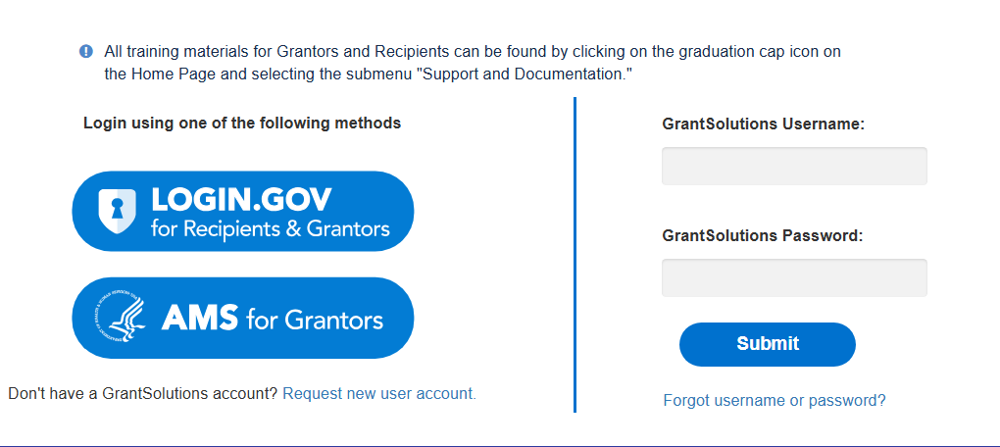 All training materials for Grantors and Recipients can be found by clicking on the graduation cap icon on
the Home Page and selecting the submenu "Support and Documentation."
Login using one of the following methods
LOGIN.GOV
for Recipients & Grantors
AMS for Grantors
Don't have a GrantSolutions account? Request new user account.
GrantSolutions Username:
GrantSolutions Password:
Submit
Forgot username or password?